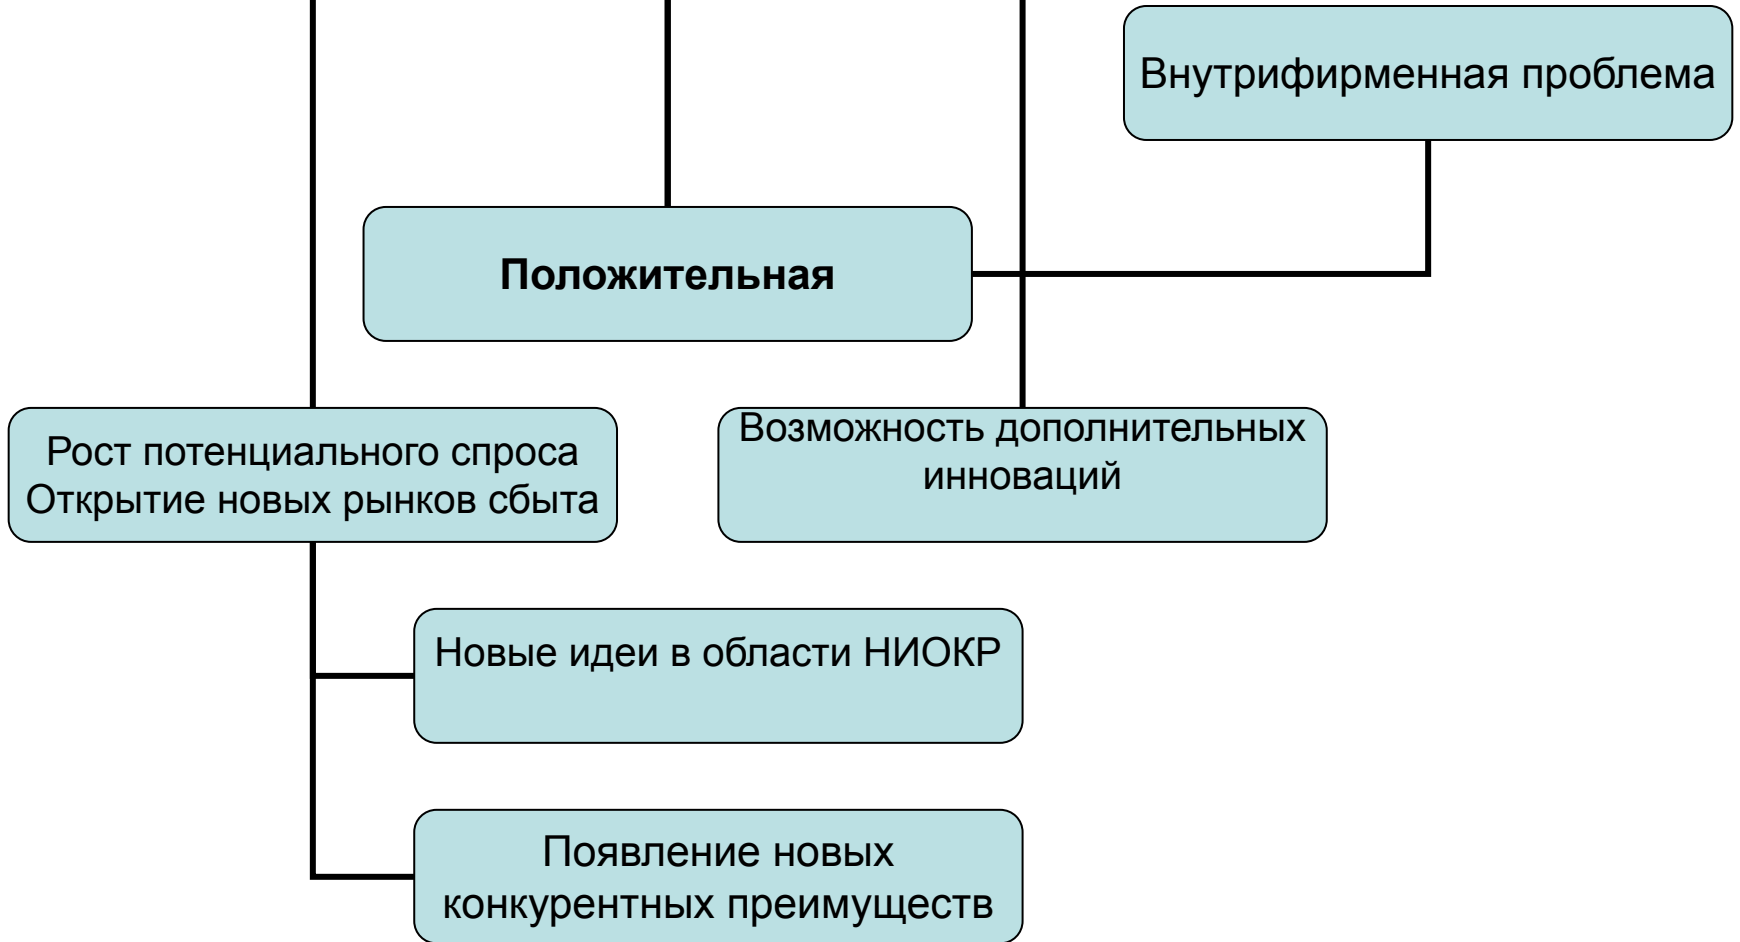 Внутрифирменная проблема
Положительная
Рост потенциального спроса
Открытие новых рынков сбыта
Возможность дополнительных
инноваций
Новые идеи в области НИОКР
Появление новых
конкурентных преимуществ